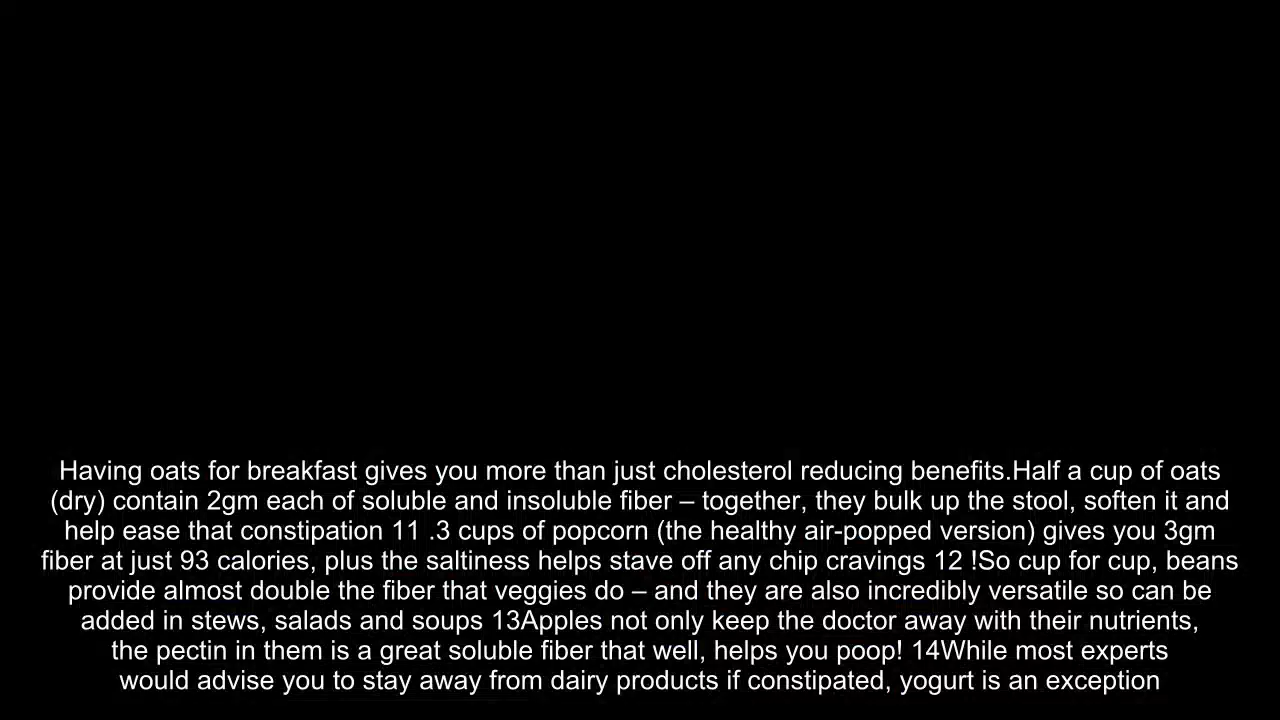 Having oats for breakfast gives you more than just cholesterol reducing benefits.Half a cup of oats
(dry) contain 2gm each of soluble and insoluble fiber – together, they bulk up the stool, soften it and
help ease that constipation 11 .3 cups of popcorn (the healthy air-popped version) gives you 3gm
fiber at just 93 calories, plus the saltiness helps stave off any chip cravings 12 !So cup for cup, beans
provide almost double the fiber that veggies do – and they are also incredibly versatile so can be
added in stews, salads and soups 13Apples not only keep the doctor away with their nutrients,
the pectin in them is a great soluble fiber that well, helps you poop! 14While most experts
would advise you to stay away from dairy products if constipated, yogurt is an exception